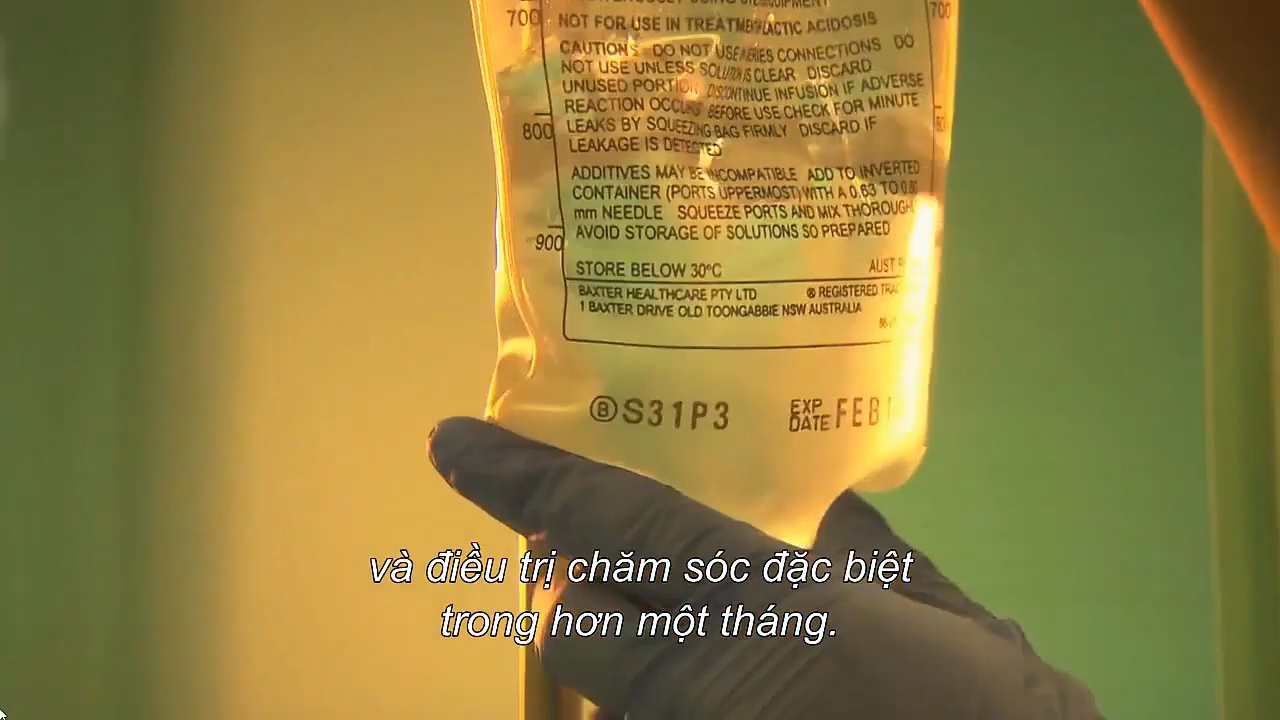 700
700
NOT FOR USE IN TREATMENT LACTIC ACIDOSIS
CAUTIONS DO NOT USE SERIES CONNECTIONS DO
NOT USE UNLESS SOLUTION IS CLEAR DISCARD
UNUSED PORTION DISCONTINUE INFUSION IF ADVERSE
REACTION OCCURS BEFORE USE CHECK FOR MINUTE
LEAKS BY SQUEEZING BAG FIRMLY DISCARD IF
LEAKAGE IS DETECTED
800
ADDITIVES MAY BE INCOMPATIBLE ADD TO INVERTED
CONTAINER (PORTS UPPERMOST) WITH A 0.63 TO
mm NEEDLE SQUEEZE PORTS AND MIX THOROUGH
AVOID STORAGE OF SOLUTIONS SO PREPARED
900
STORE BELOW 30°C AUST
BAXTER HEALTHCARE PTY LTD ® REGISTERED
1 BAXTER DRIVE OLD TOONGABBIE NSW AUSTRALIA
Ⓑ S31P3 EXP DATE FEB
và điều trị chăm sóc đặc biệt
trong hơn một tháng.